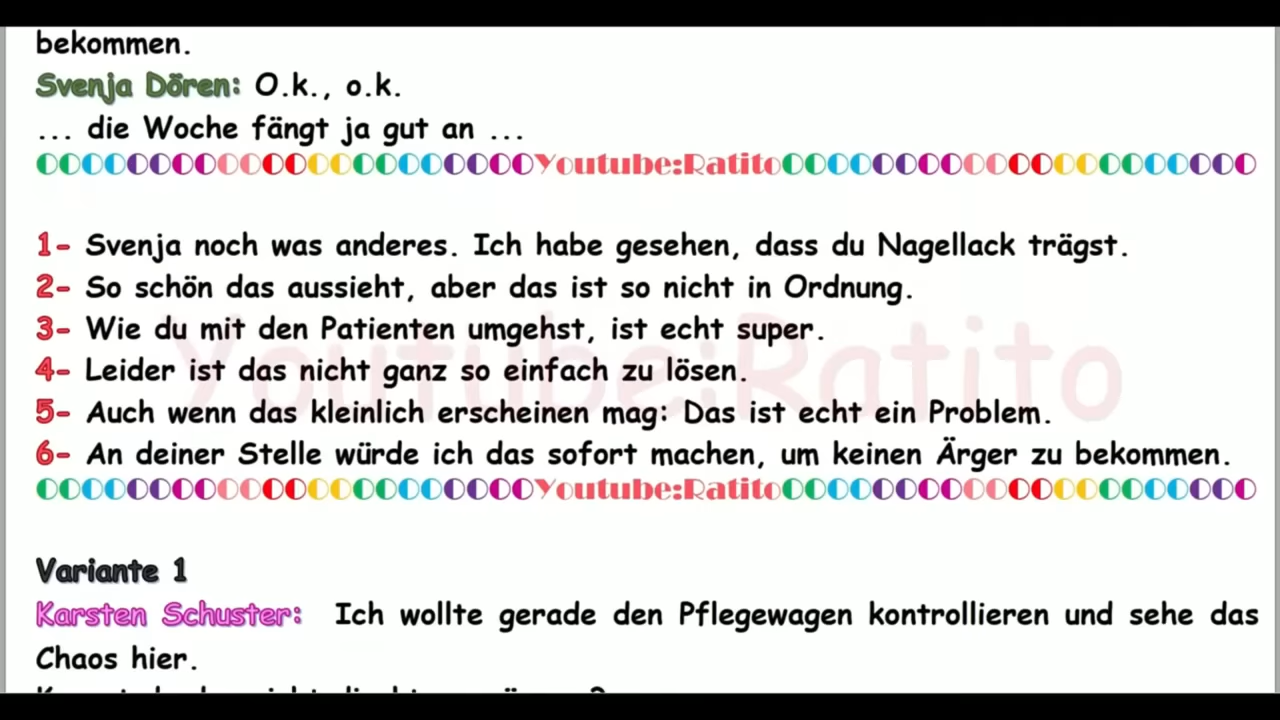 bekommen.
Svenja Dören: O.k., o.k.
... die Woche fängt ja gut an ...
Youtube:Ratito
1- Svenja noch was anderes. Ich habe gesehen, dass du Nagellack trägst.
2- So schön das aussieht, aber das ist so nicht in Ordnung.
3- Wie du mit den Patienten umgehst, ist echt super.
4- Leider ist das nicht ganz so einfach zu lösen.
5- Auch wenn das kleinlich erscheinen mag: Das ist echt ein Problem.
6- An deiner Stelle würde ich das sofort machen, um keinen Ärger zu bekommen.
Youtube:Ratito
Youtube:Ratito
Variante 1
Karsten Schuster: Ich wollte gerade den Pflegewagen kontrollieren und sehe das
Chaos hier.